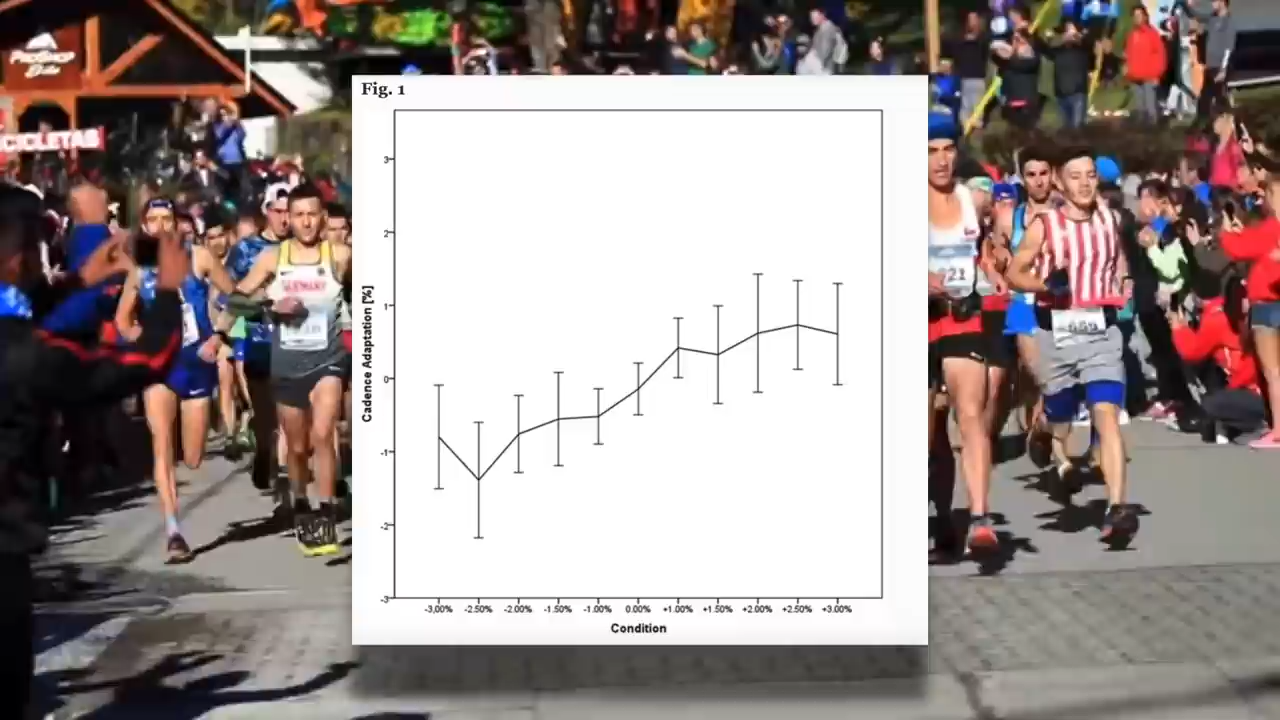 Fig. 1
3
2
1
0
-1
-2
-3
Cadence Adaptation [%]
-3,00% -2.50% -2.00% -1.50% -1.00% 0.00% +1.00% +1.50% +2.00% +2.50% +3.00%
Condition
PROSHOP
CICLETAS
21